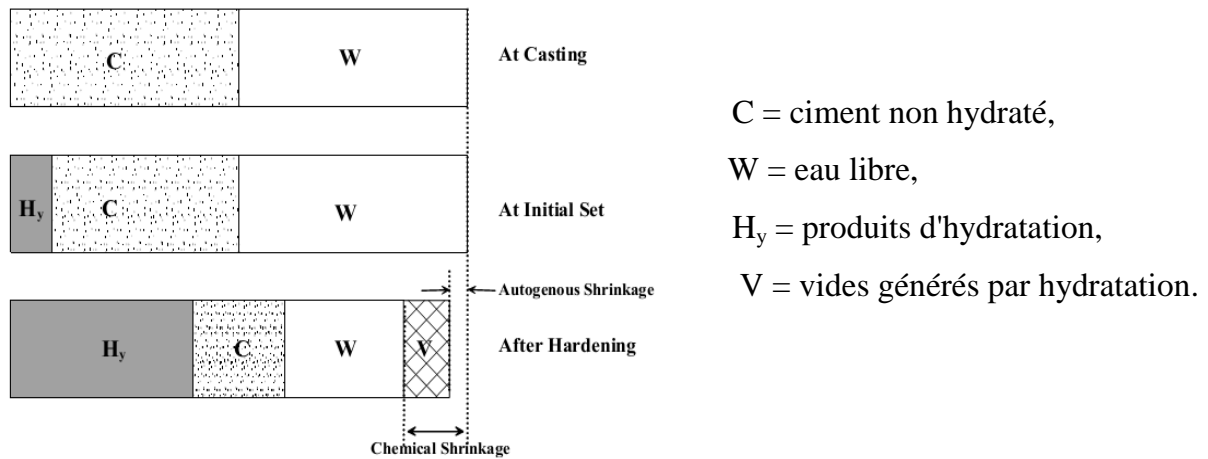 C
W
At Casting
Hy
C
W
At Initial Set
Autogenous Shrinkage
Hy
C
W
V
After Hardening
Chemical Shrinkage
C = ciment non hydraté,
W = eau libre,
Hy = produits d'hydratation,
V = vides générés par hydratation.